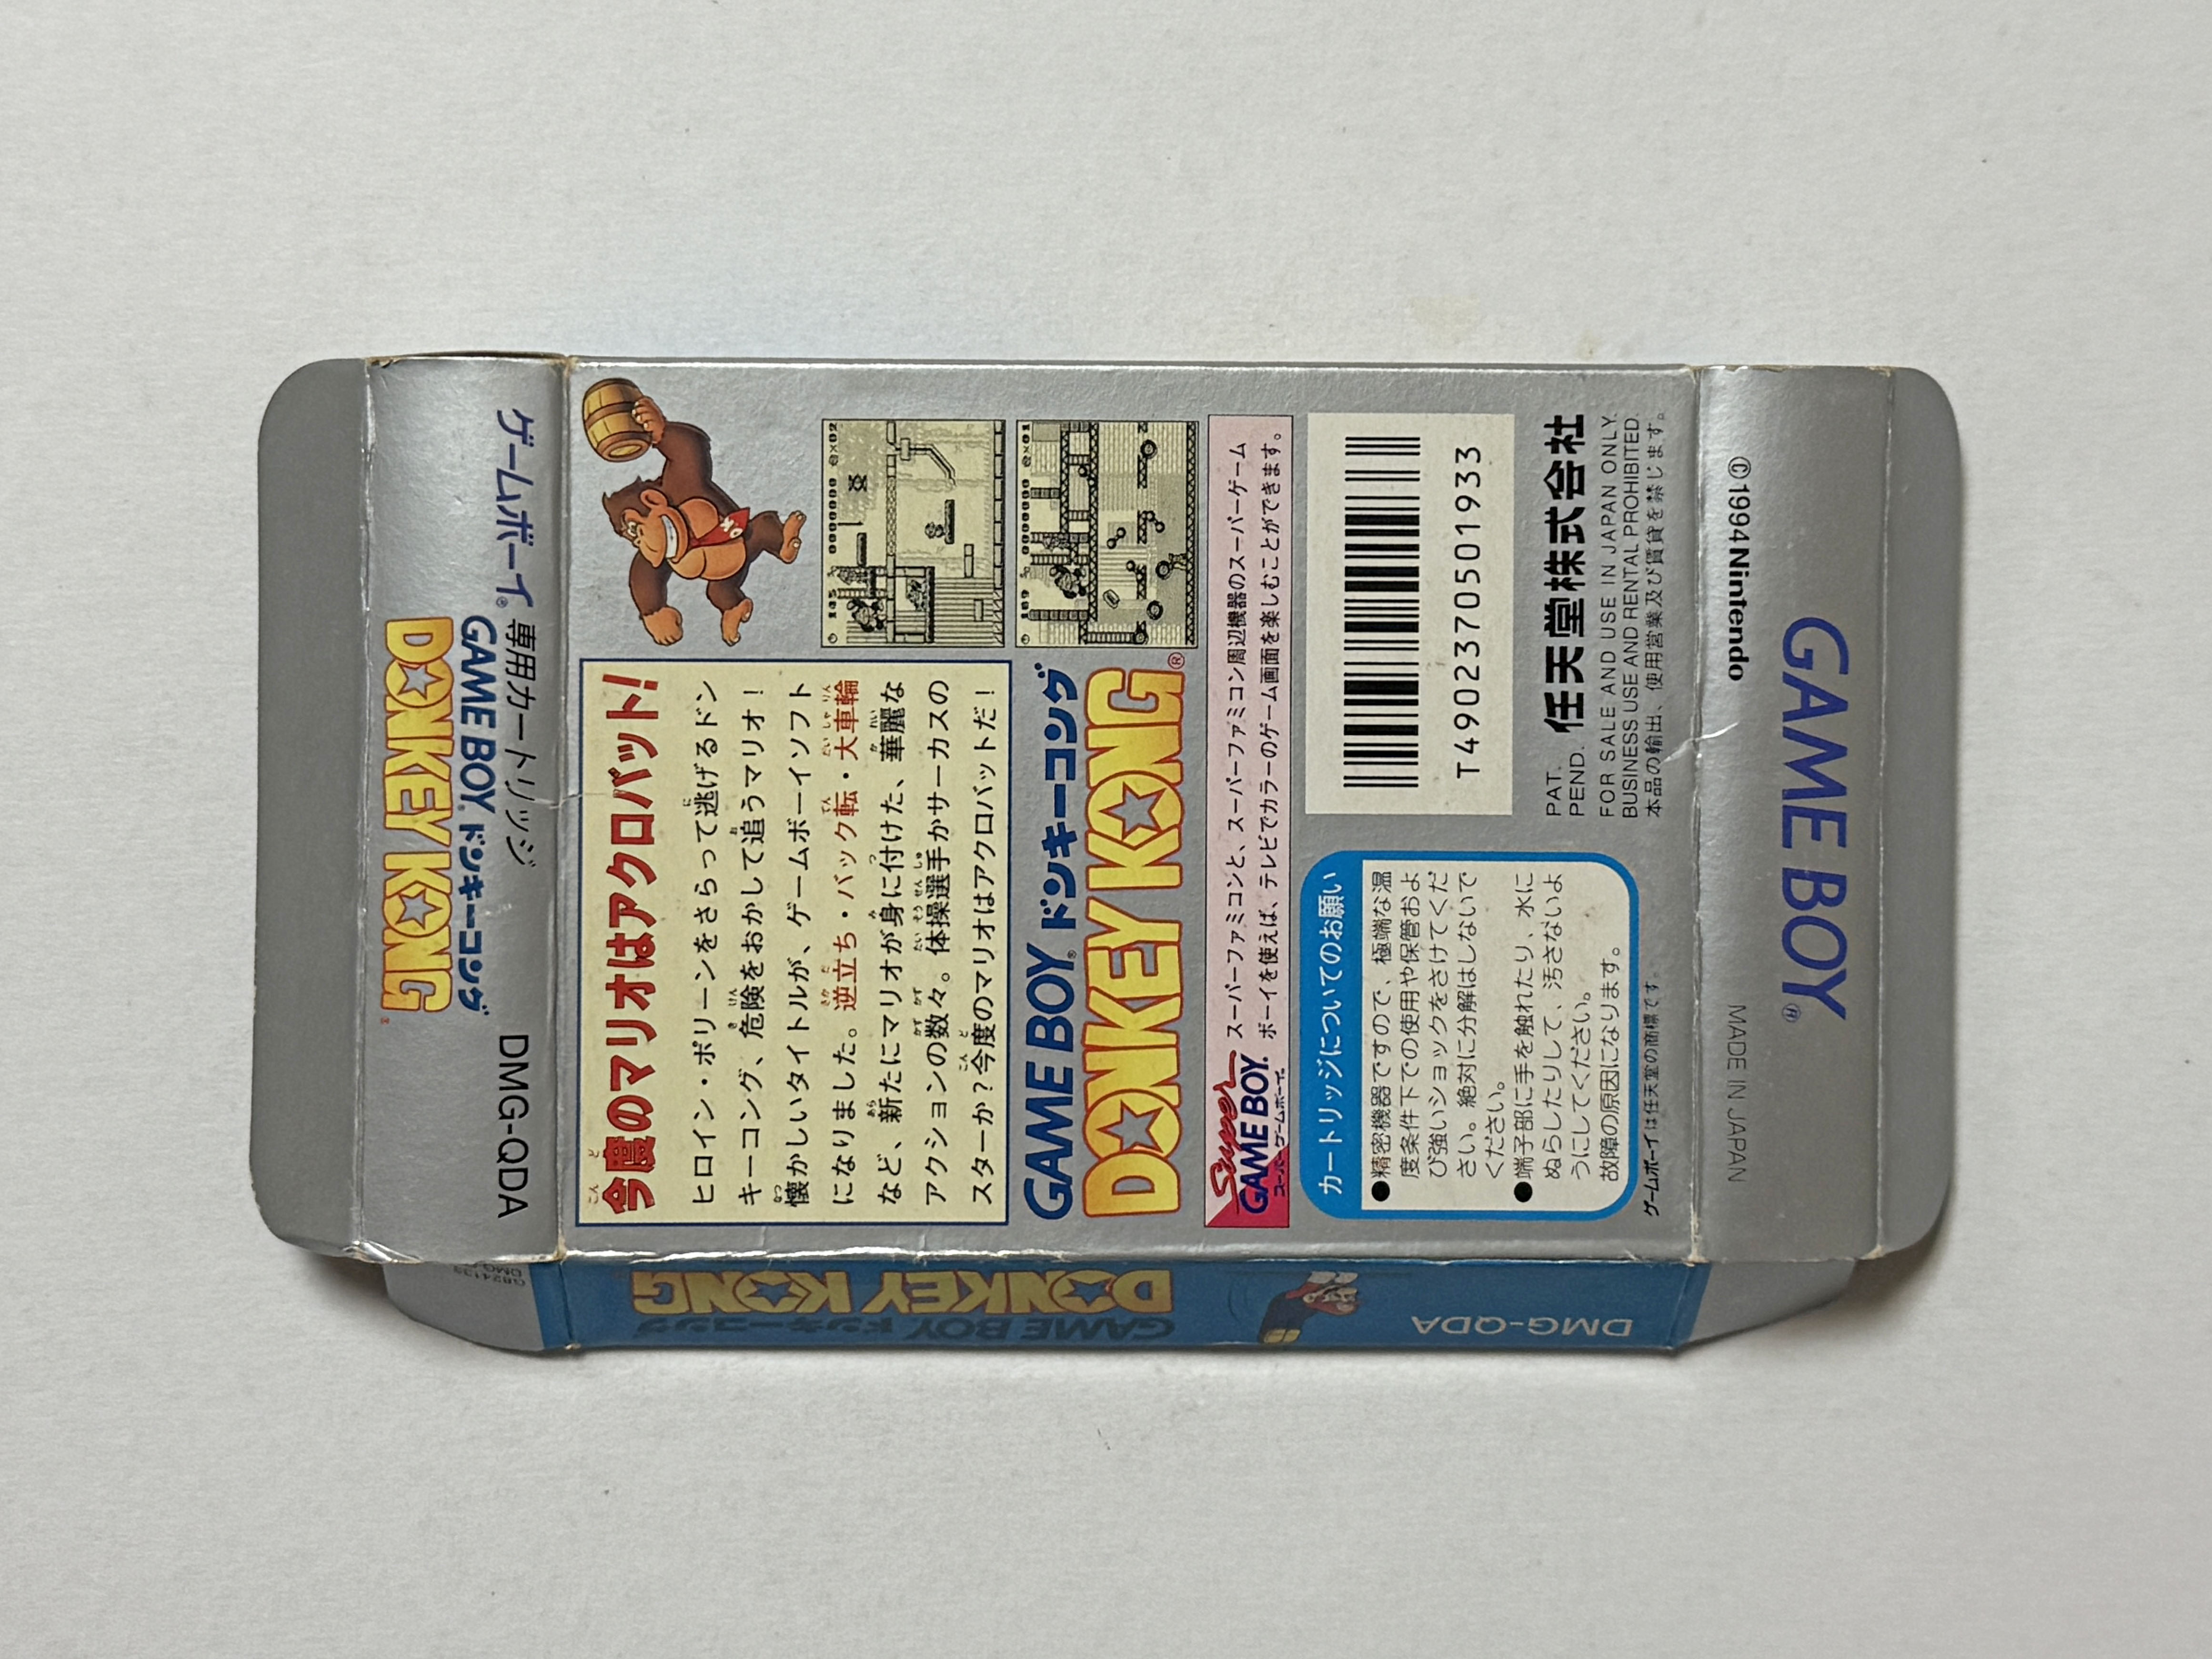 ゲームボーイ® 専用カートリッジ
DMG-QDA
GAME BOY® ドンキーコング
DONKEY KONG®
今度のマリオはアクロバット!
ヒロイン・ポリーンをさらって逃げるドン
キーコング、危険をおかして追うマリオ!
懐かしいタイトルが、ゲームボーイソフト
になりました。逆立ち・バック転・大車輪
など、新たにマリオが身に付けた、華麗な
アクションの数々。体操選手かサーカスの
スターか?今度のマリオはアクロバットだ!
DK
145 000000 ×02
189 000000 ×01
GAME BOY® ドンキーコング
DONKEY KONG®
Super
GAME BOY®
スーパーゲームボーイ®
スーパーファミコンと、スーパーファミコン周辺機器のスーパーゲーム
ボーイを使えば、テレビでカラーのゲーム画面を楽しむことができます。
カートリッジについてのお願い
●精密機器ですので、極端な温
度条件下での使用や保管およ
び強いショックをさけてくだ
さい。絶対に分解はしないで
ください。
●端子部に手を触れたり、水に
ぬらしたりして、汚さないよ
うにしてください。
故障の原因になります。
ゲームボーイは任天堂の商標です。
T4902370501933
PAT.
PEND.
任天堂株式会社
FOR SALE AND USE IN JAPAN ONLY.
BUSINESS USE AND RENTAL PROHIBITED.
本品の輸出、使用営業及び賃貸を禁じます。
MADE IN JAPAN
©1994 Nintendo
GAME BOY®
GAME BOY ドンキーコング
DONKEY KONG
DMG-QDA